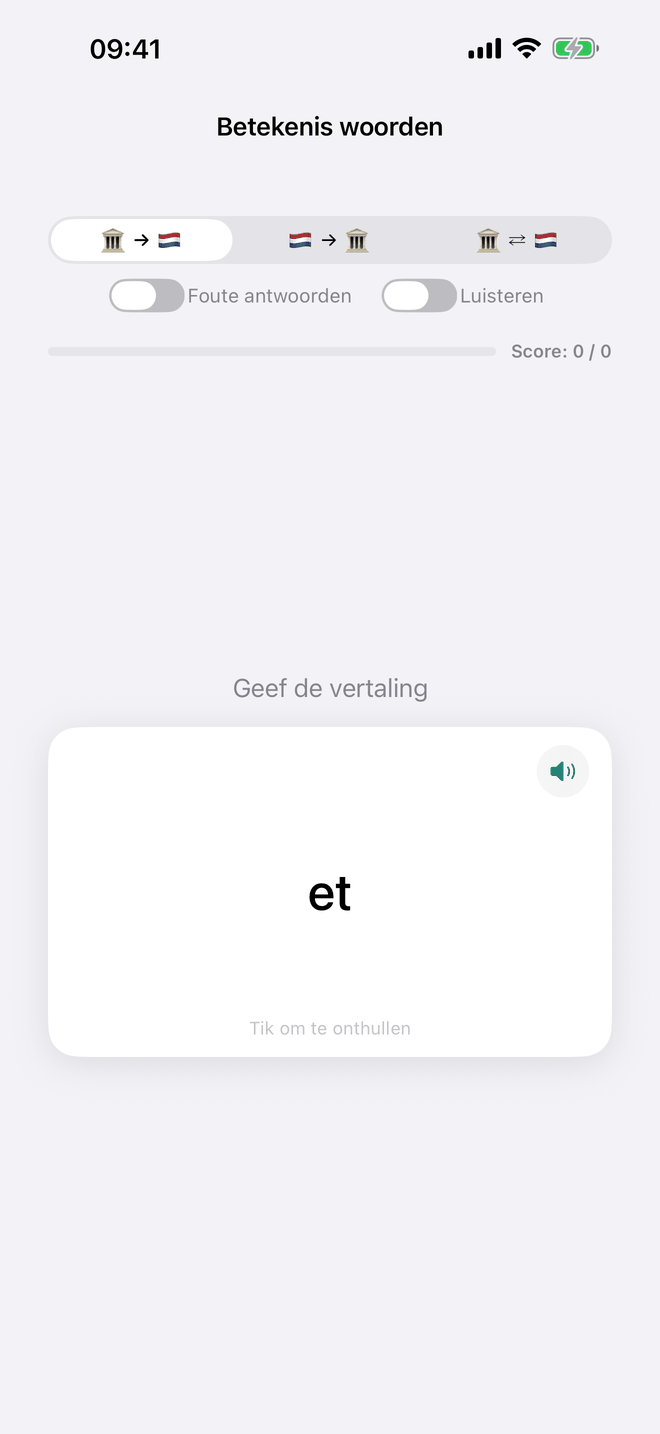 09:41
Betekenis woorden
🏛️ → 🇳🇱 🇳🇱 → 🏛️ 🏛️ ⇄ 🇳🇱
Foute antwoorden Luisteren
Score: 0 / 0
Geef de vertaling
et
Tik om te onthullen